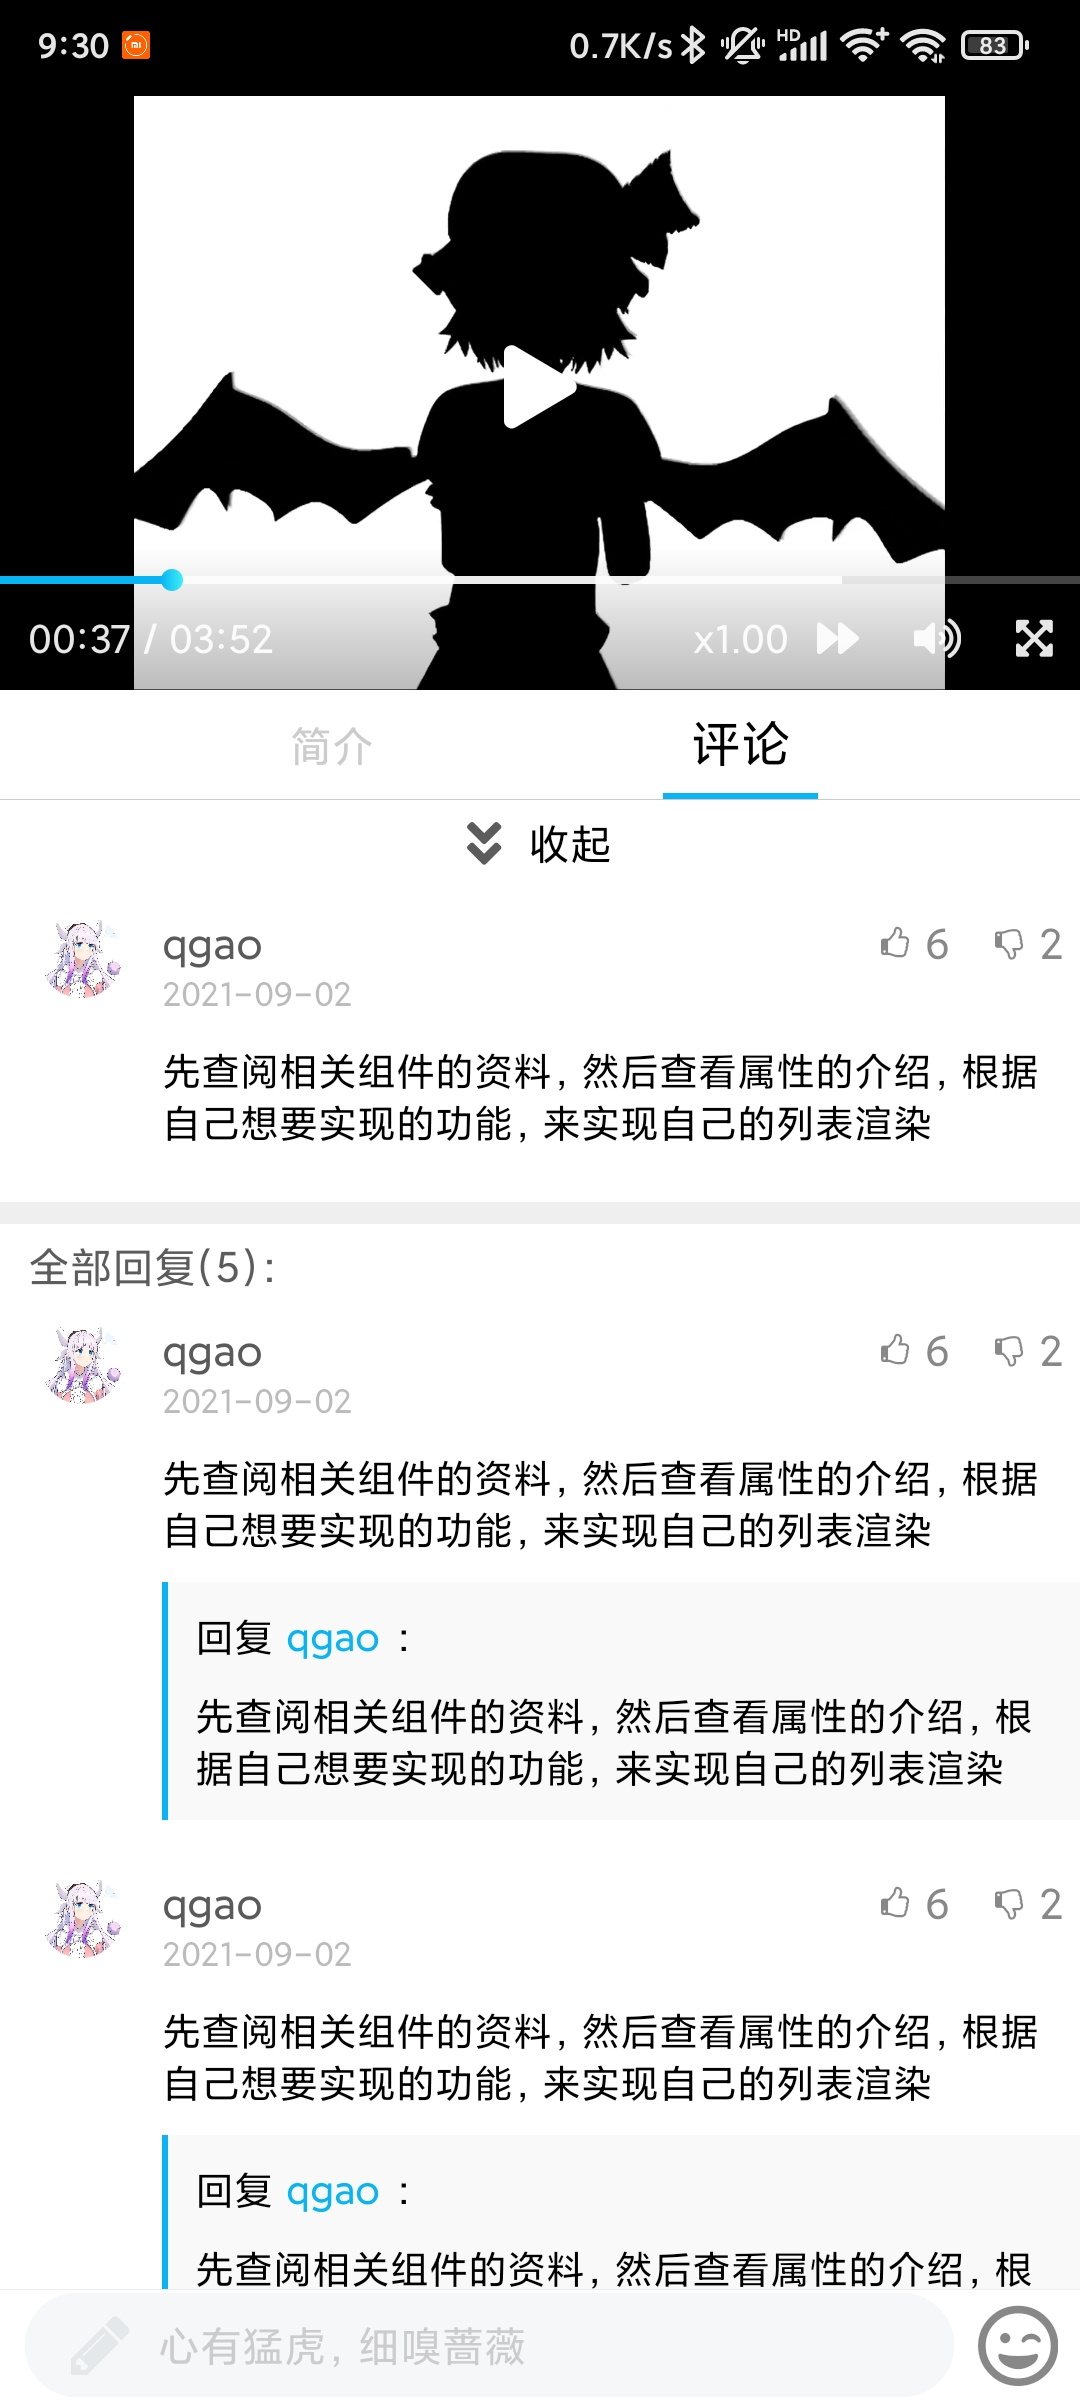 9:30 0.7K/s HD 83
00:37 / 03:52 x1.00
简介 评论
收起
qgao 6 2
2021-09-02
先查阅相关组件的资料，然后查看属性的介绍，根据
自己想要实现的功能，来实现自己的列表渲染
全部回复(5)：
qgao 6 2
2021-09-02
先查阅相关组件的资料，然后查看属性的介绍，根据
自己想要实现的功能，来实现自己的列表渲染
回复 qgao ：
先查阅相关组件的资料，然后查看属性的介绍，根
据自己想要实现的功能，来实现自己的列表渲染
qgao 6 2
2021-09-02
先查阅相关组件的资料，然后查看属性的介绍，根据
自己想要实现的功能，来实现自己的列表渲染
回复 qgao ：
先查阅相关组件的资料，然后查看属性的介绍，根
心有猛虎，细嗅蔷薇